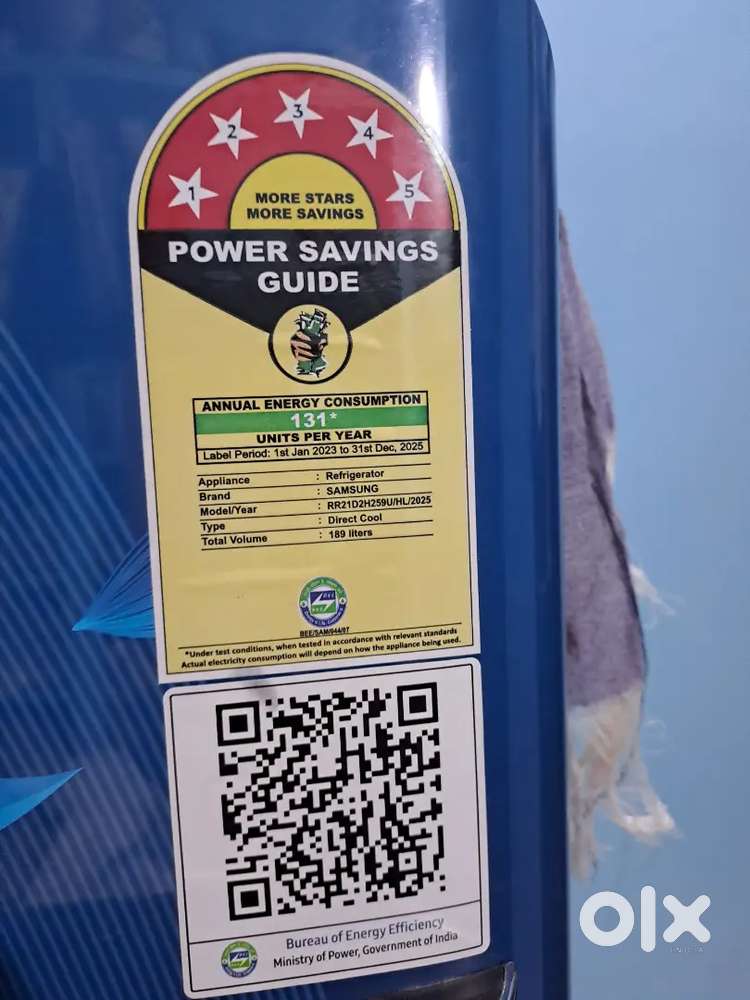 1
2
3
4
5
MORE STARS
MORE SAVINGS
POWER SAVINGS
GUIDE
ANNUAL ENERGY CONSUMPTION
131*
UNITS PER YEAR
Label Period: 1st Jan 2023 to 31st Dec, 2025
Appliance : Refrigerator
Brand : SAMSUNG
Model/Year : RR21D2H259U/HL/2025
Type : Direct Cool
Total Volume : 189 liters
BEE/SAM/044/07
*Under test conditions, when tested in accordance with relevant standards
Actual electricity consumption will depend on how the appliance being used.
Bureau of Energy Efficiency
Ministry of Power, Government of India
olx